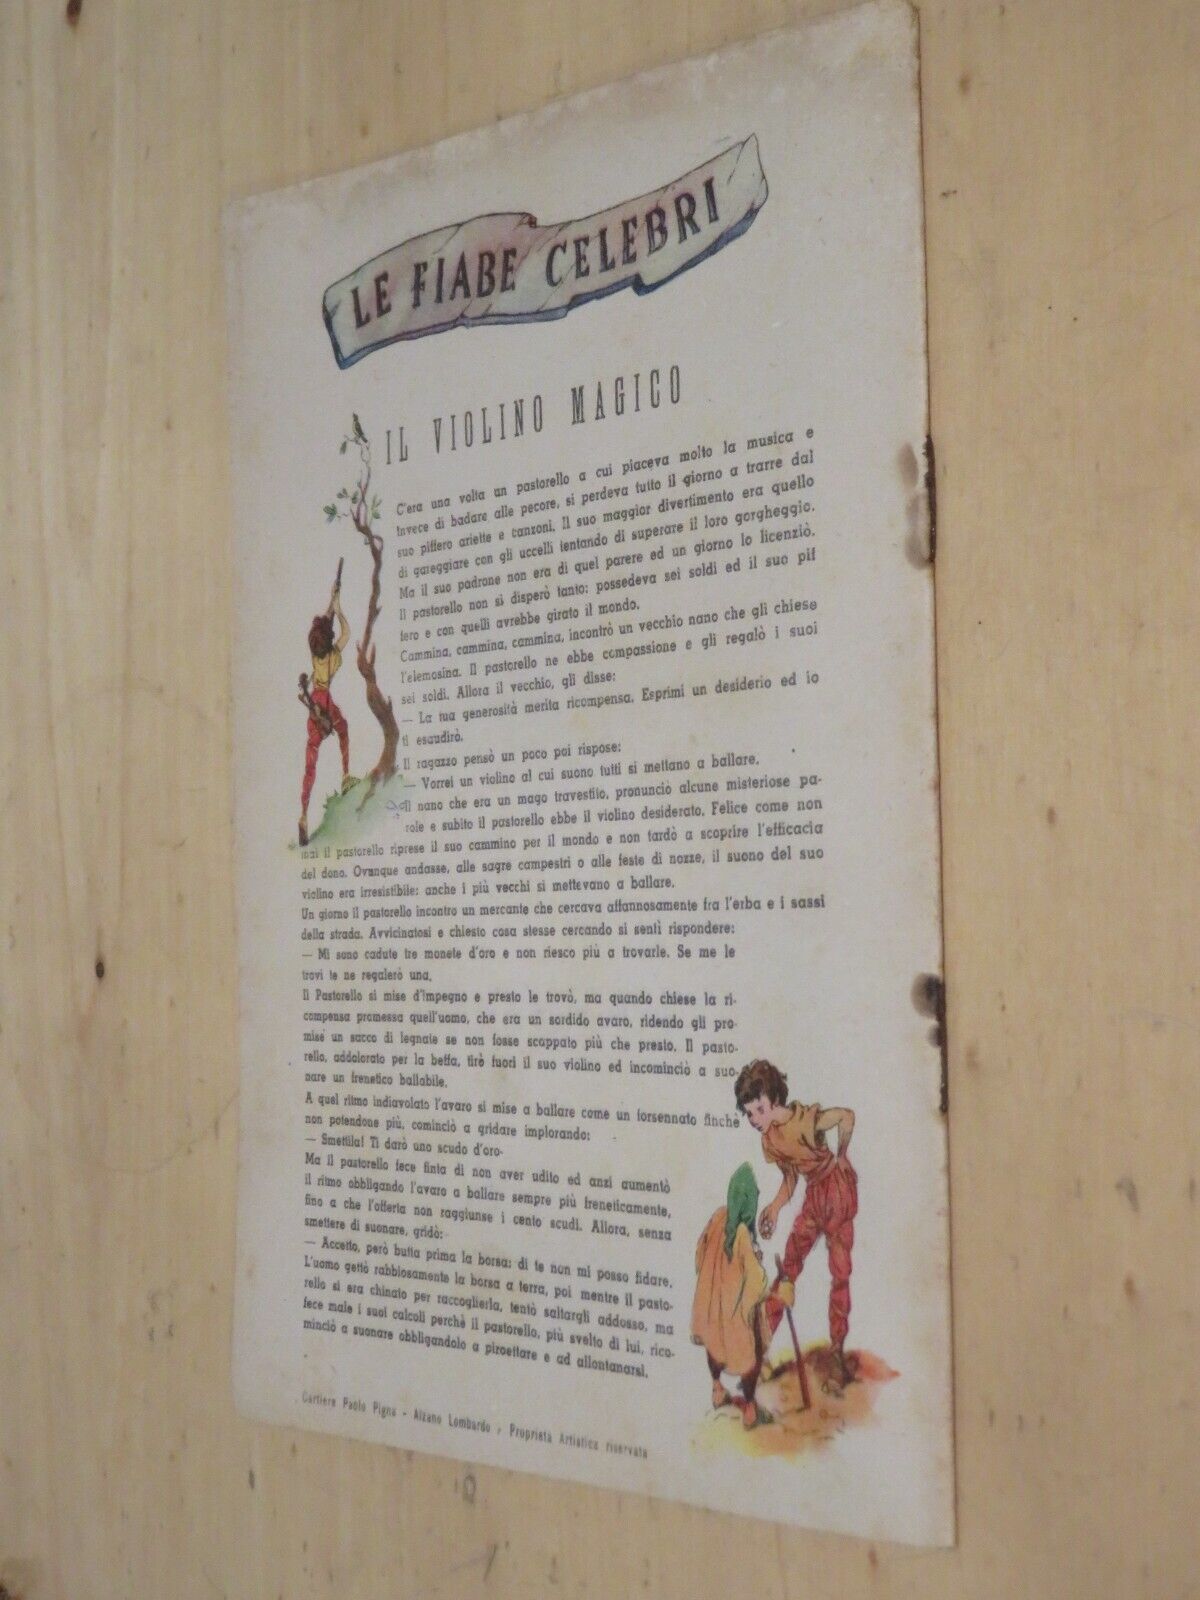 LE FIABE CELEBRI
IL VIOLINO MAGICO
C'era una volta un pastorello a cui piaceva molto la musica e
invece di badare alle pecore, si perdeva tutto il giorno a trarre dal
suo piffero ariette e canzoni. Il suo maggior divertimento era quello
di gareggiare con gli uccelli tentando di superare il loro gorgheggio.
Ma il suo padrone non era di quel parere ed un giorno lo licenziò.
Il pastorello non si disperò tanto: possedeva sei soldi ed il suo pif
fero e con quelli avrebbe girato il mondo.
Cammina, cammina, cammina, incontrò un vecchio nano che gli chiese
l'elemosina. Il pastorello ne ebbe compassione e gli regalò i suoi
sei soldi. Allora il vecchio, gli disse:
— La tua generosità merita ricompensa. Esprimi un desiderio ed io
ti esaudirò.
Il ragazzo pensò un poco poi rispose:
— Vorrei un violino al cui suono tutti si mettano a ballare.
Il nano che era un mago travestito, pronunciò alcune misteriose pa-
role e subito il pastorello ebbe il violino desiderato. Felice come non
mai il pastorello riprese il suo cammino per il mondo e non tardò a scoprire l'efficacia
del dono. Ovunque andasse, alle sagre campestri o alle feste di nozze, il suono del suo
violino era irresistibile: anche i più vecchi si mettevano a ballare.
Un giorno il pastorello incontro un mercante che cercava affannosamente fra l'erba e i sassi
della strada. Avvicinatosi e chiesto cosa stesse cercando si sentì rispondere:
— Mi sono cadute tre monete d'oro e non riesco più a trovarle. Se me le
trovi te ne regalerò una.
Il Pastorello si mise d'impegno e presto le trovò, ma quando chiese la ri-
compensa promessa quell'uomo, che era un sordido avaro, ridendo gli pro-
mise un sacco di legnate se non fosse scappato più che presto. Il pasto-
rello, addolorato per la beffa, tirò fuori il suo violino ed incominciò a suo-
nare un frenetico ballabile.
A quel ritmo indiavolato l'avaro si mise a ballare come un forsennato finchè
non potendone più, cominciò a gridare implorando:
— Smettila! Ti darò uno scudo d'oro-
Ma il pastorello fece finta di non aver udito ed anzi aumentò
il ritmo obbligando l'avaro a ballare sempre più freneticamente,
fino a che l'offerta non raggiunse i cento scudi. Allora, senza
smettere di suonare, gridò:
— Accetto, però butta prima la borsa: di te non mi posso fidare.
L'uomo gettò rabbiosamente la borsa a terra, poi mentre il pasto-
rello si era chinato per raccoglierla, tentò saltargli addosso, ma
fece male i suoi calcoli perchè il pastorello, più svelto di lui, rico-
minciò a suonare obbligandolo a piroettare e ad allontanarsi.
Cartiere Paolo Pigna - Alzano Lombardo , Proprietà Artistica riservata